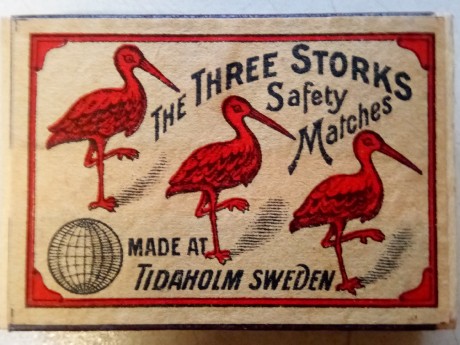 THE THREE STORKS
Safety
Matches
MADE AT
TIDAHOLM SWEDEN